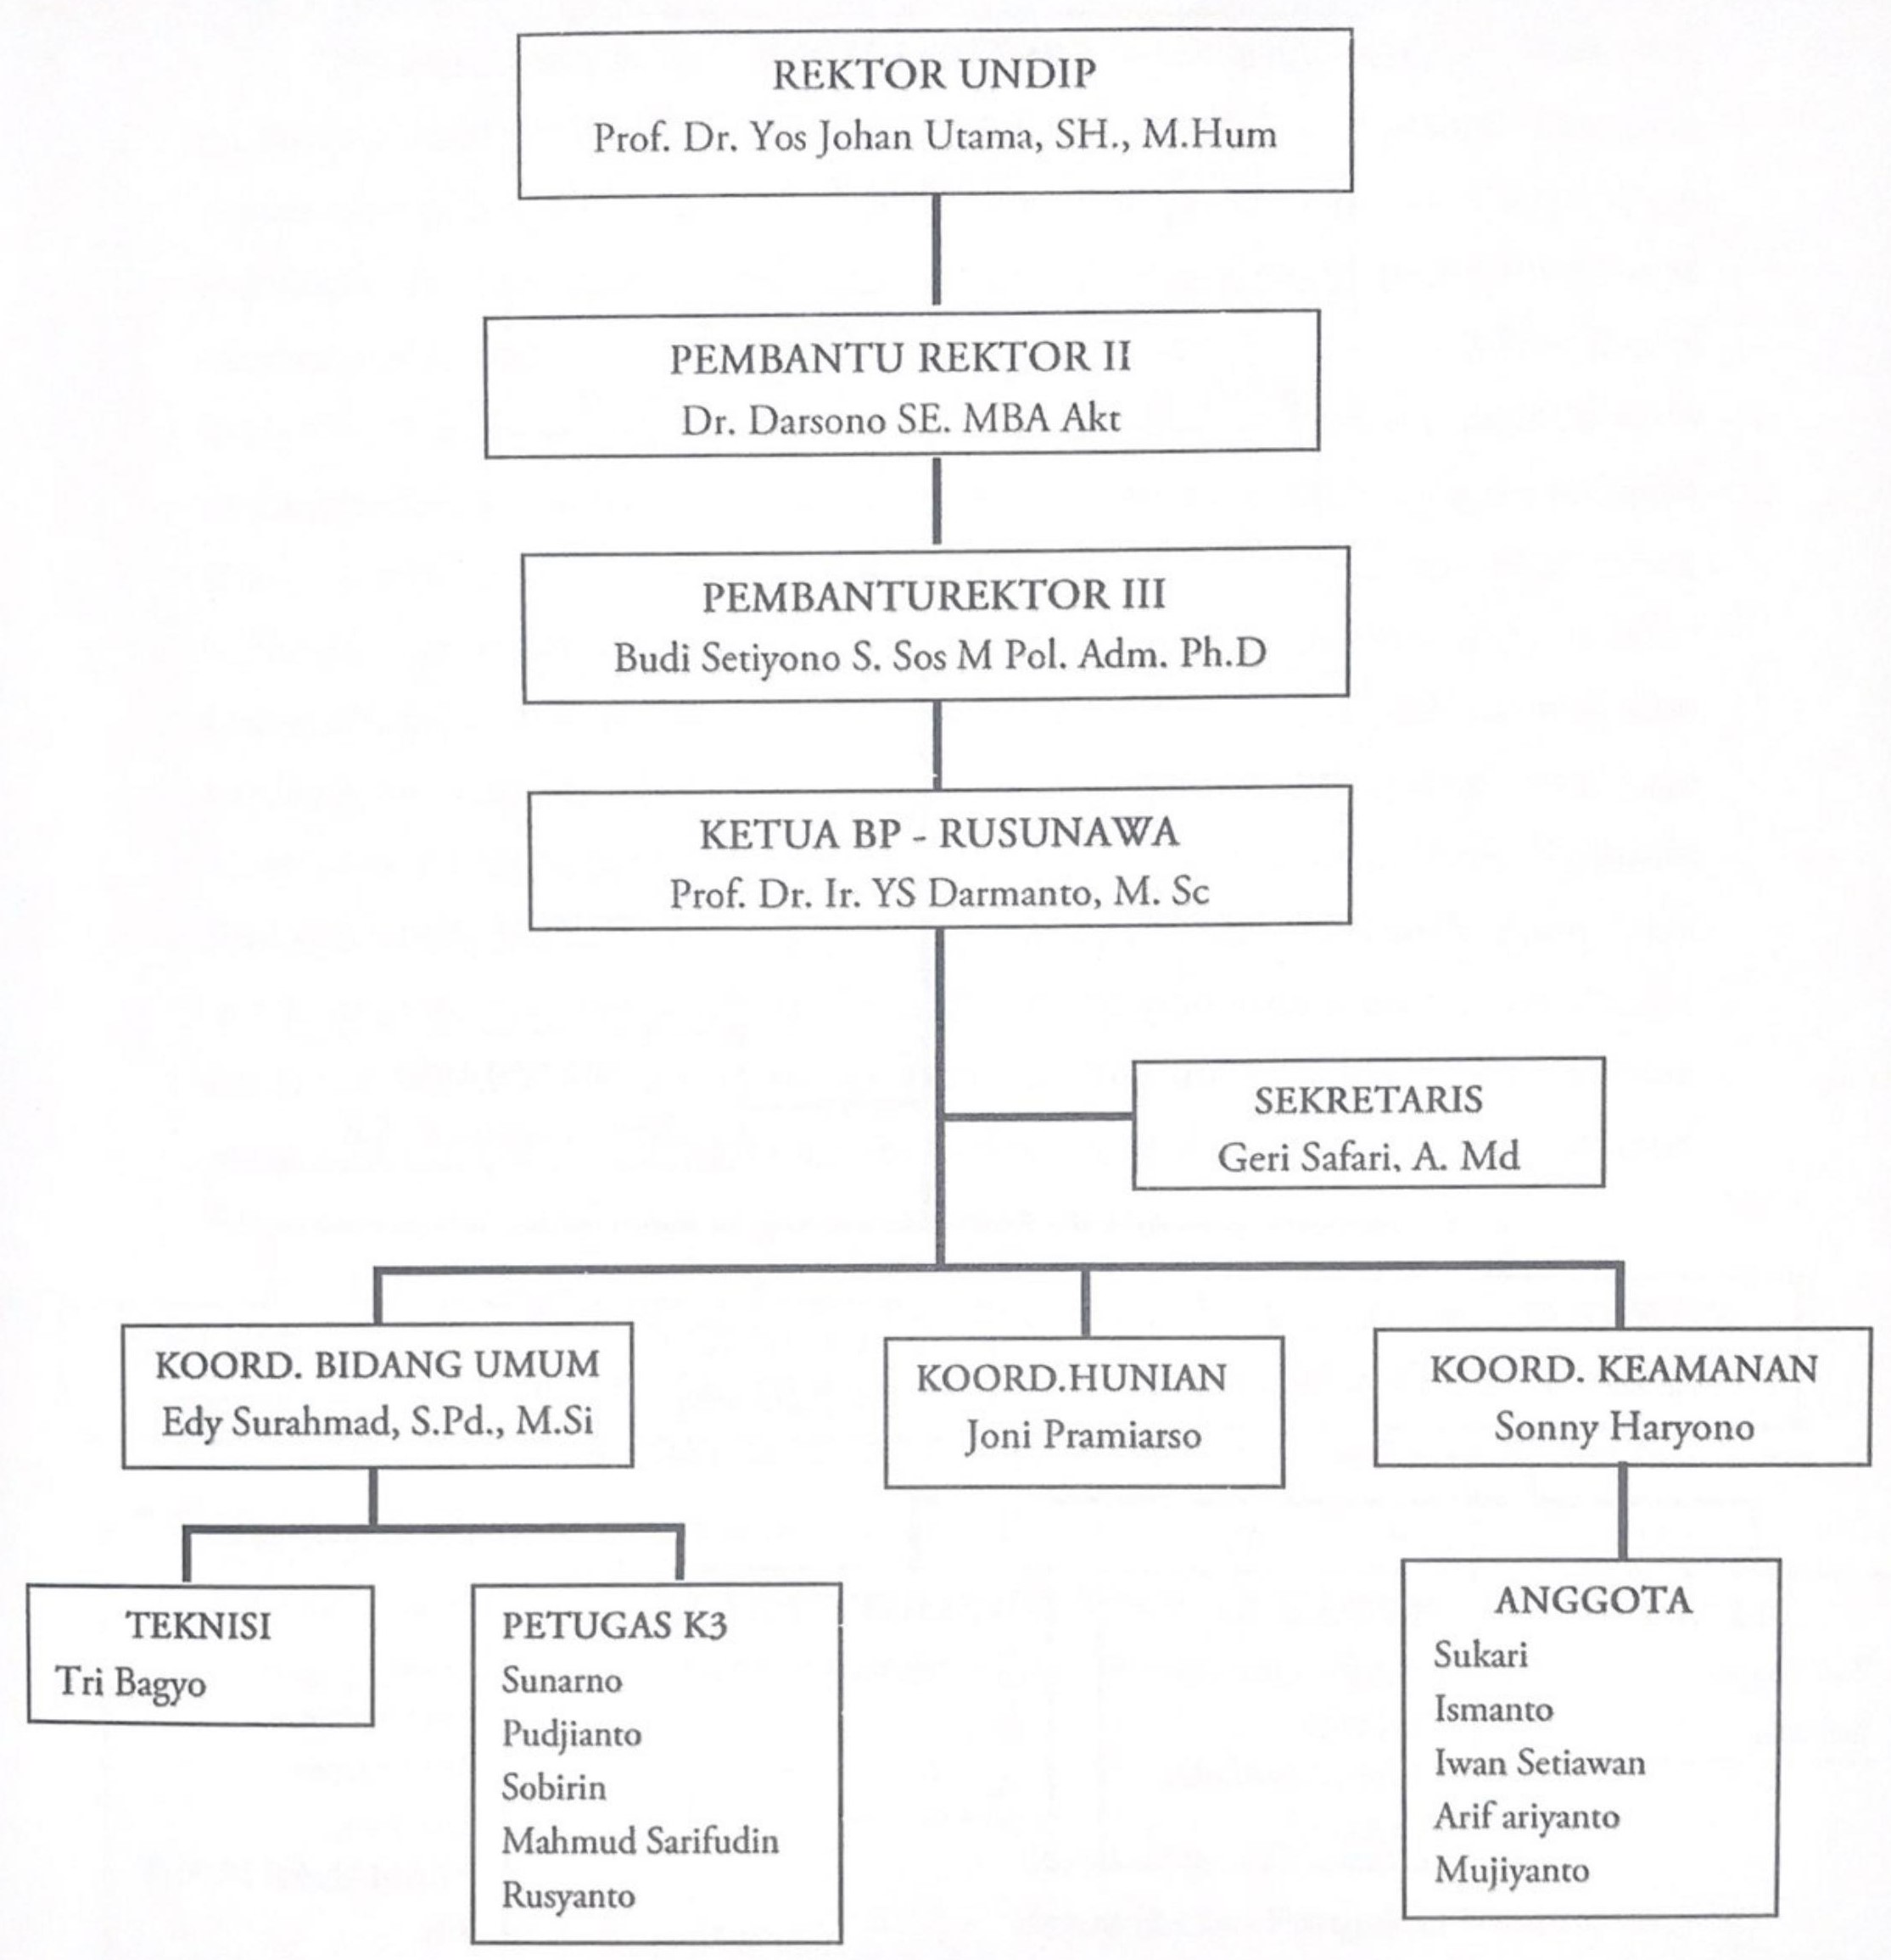 REKTOR UNDIP
Prof. Dr. Yos Johan Utama, SH., M.Hum
PEMBANTU REKTOR II
Dr. Darsono SE. MBA Akt
PEMBANTUREKTOR III
Budi Setiyono S. Sos M Pol. Adm. Ph.D
KETUA BP - RUSUNAWA
Prof. Dr. Ir. YS Darmanto, M. Sc
SEKRETARIS
Geri Safari, A. Md
KOORD. BIDANG UMUM
Edy Surahmad, S.Pd., M.Si
KOORD.HUNIAN
Joni Pramiarso
KOORD. KEAMANAN
Sonny Haryono
TEKNISI
Tri Bagyo
PETUGAS K3
Sunarno
Pudjianto
Sobirin
Mahmud Sarifudin
Rusyanto
ANGGOTA
Sukari
Ismanto
Iwan Setiawan
Arif ariyanto
Mujiyanto